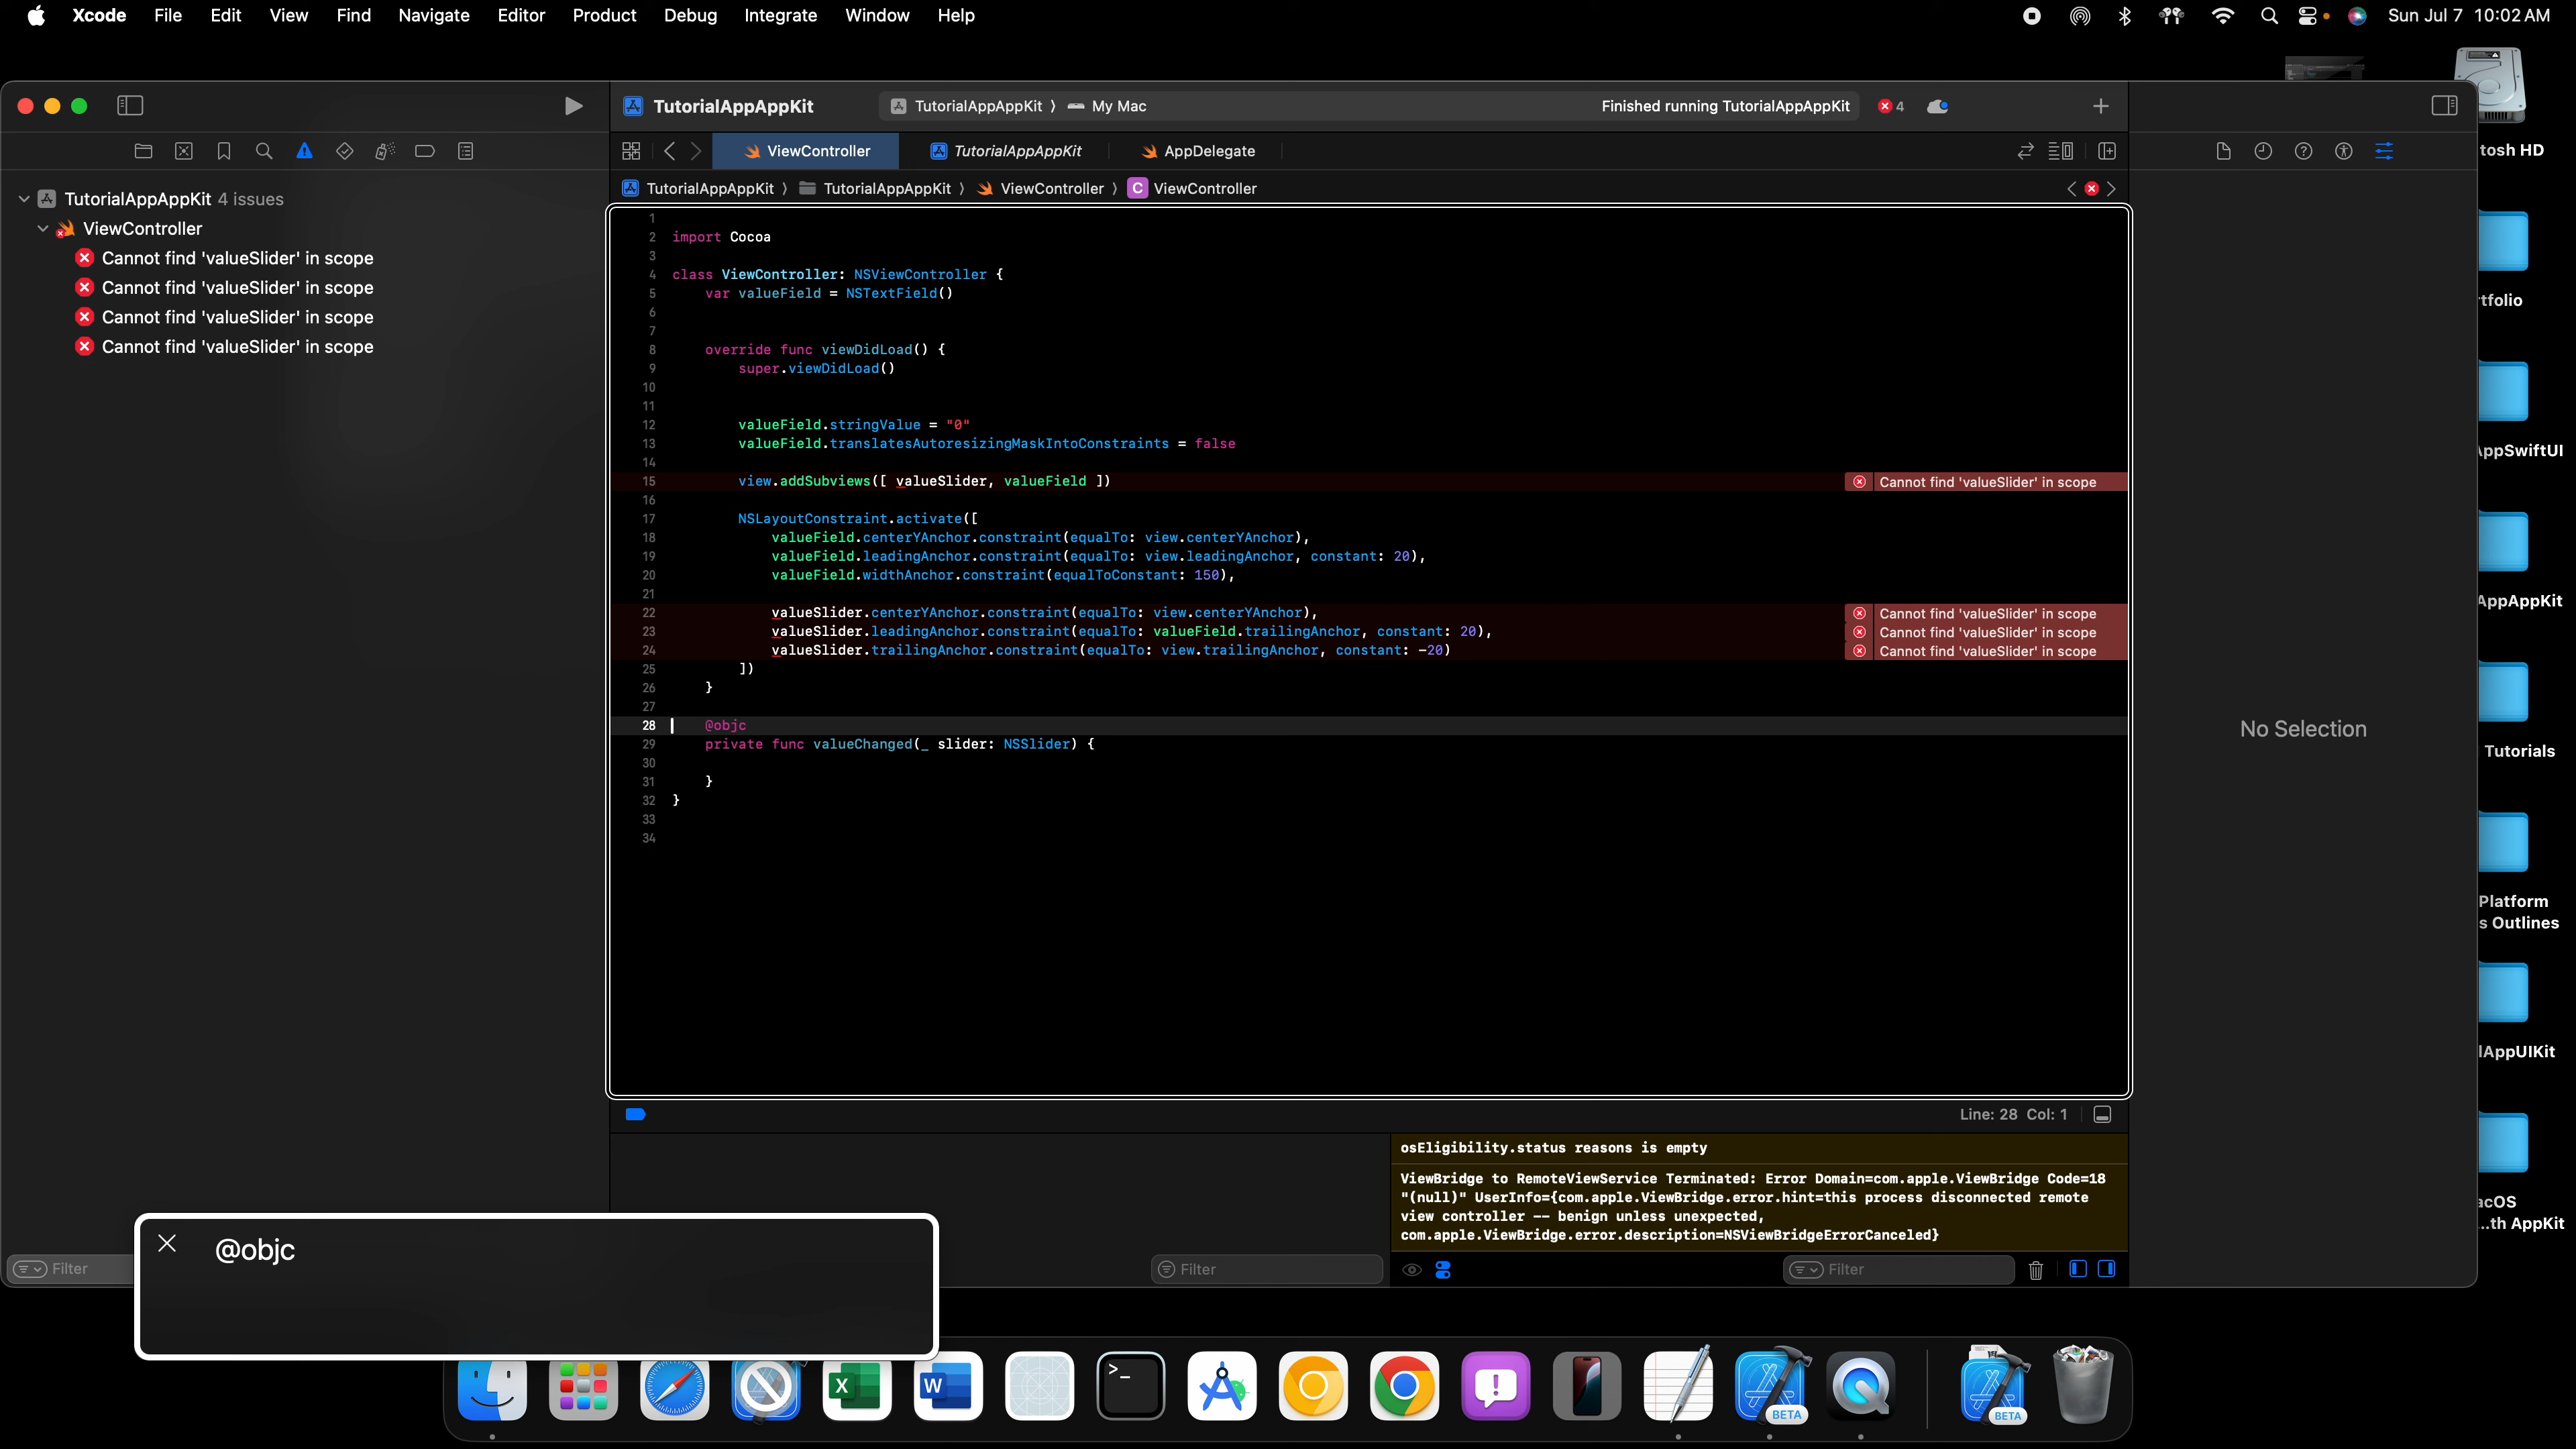 Xcode File Edit View Find Navigate Editor Product Debug Integrate Window Help
Sun Jul 7 10:02 AM
TutorialAppAppKit
TutorialAppAppKit 〉 My Mac
Finished running TutorialAppAppKit
4
ViewController
TutorialAppAppKit
AppDelegate
TutorialAppAppKit 〉 TutorialAppAppKit 〉 ViewController 〉 C ViewController
TutorialAppAppKit 4 issues
ViewController
Cannot find 'valueSlider' in scope
Cannot find 'valueSlider' in scope
Cannot find 'valueSlider' in scope
Cannot find 'valueSlider' in scope
1
2 import Cocoa
3
4 class ViewController: NSViewController {
5 var valueField = NSTextField()
6
7
8 override func viewDidLoad() {
9 super.viewDidLoad()
10
11
12 valueField.stringValue = "0"
13 valueField.translatesAutoresizingMaskIntoConstraints = false
14
15 view.addSubviews([ valueSlider, valueField ]) Cannot find 'valueSlider' in scope
16
17 NSLayoutConstraint.activate([
18 valueField.centerYAnchor.constraint(equalTo: view.centerYAnchor),
19 valueField.leadingAnchor.constraint(equalTo: view.leadingAnchor, constant: 20),
20 valueField.widthAnchor.constraint(equalToConstant: 150),
21
22 valueSlider.centerYAnchor.constraint(equalTo: view.centerYAnchor), Cannot find 'valueSlider' in scope
23 valueSlider.leadingAnchor.constraint(equalTo: valueField.trailingAnchor, constant: 20), Cannot find 'valueSlider' in scope
24 valueSlider.trailingAnchor.constraint(equalTo: view.trailingAnchor, constant: -20) Cannot find 'valueSlider' in scope
25 ])
26 }
27
28 @objc
29 private func valueChanged(_ slider: NSSlider) {
30
31 }
32 }
33
34
Line: 28 Col: 1
No Selection
osEligibility.status reasons is empty
ViewBridge to RemoteViewService Terminated: Error Domain=com.apple.ViewBridge Code=18
"(null)" UserInfo={com.apple.ViewBridge.error.hint=this process disconnected remote
view controller -- benign unless unexpected,
com.apple.ViewBridge.error.description=NSViewBridgeErrorCanceled}
Filter
Filter
Filter
@objc
tosh HD
rtfolio
AppSwiftUI
AppAppKit
Tutorials
Platform
s Outlines
lAppUIKit
acOS
...th AppKit
X
W
>_
BETA
BETA